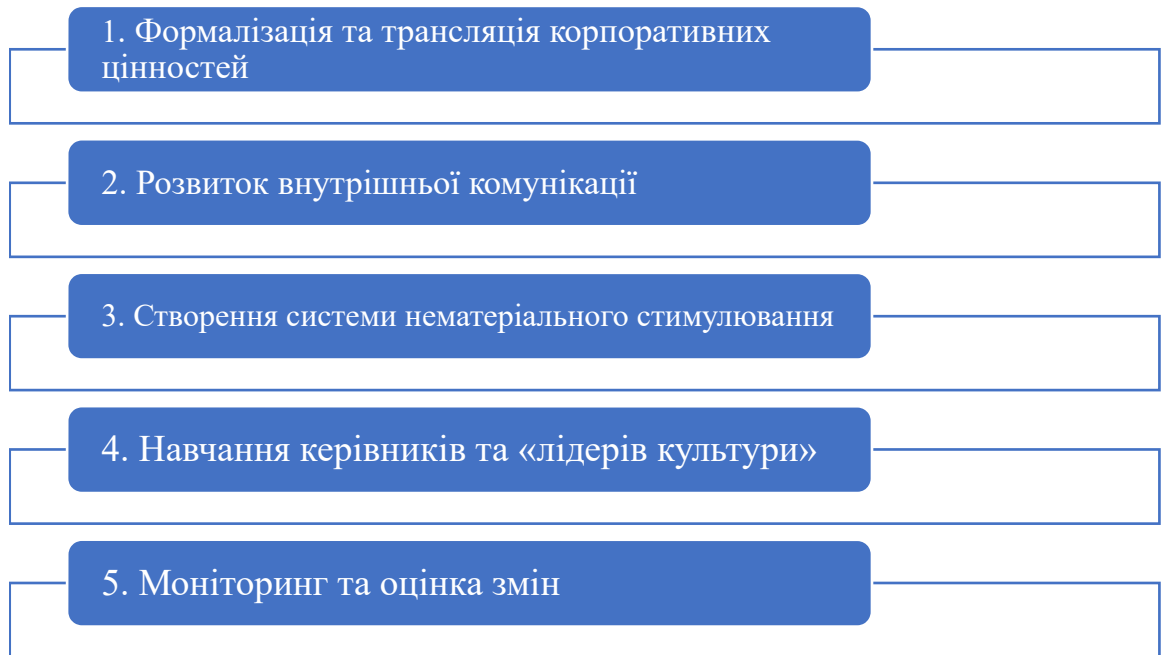 1. Формалізація та трансляція корпоративних
цінностей
2. Розвиток внутрішньої комунікації
3. Створення системи нематеріального стимулювання
4. Навчання керівників та «лідерів культури»
5. Моніторинг та оцінка змін